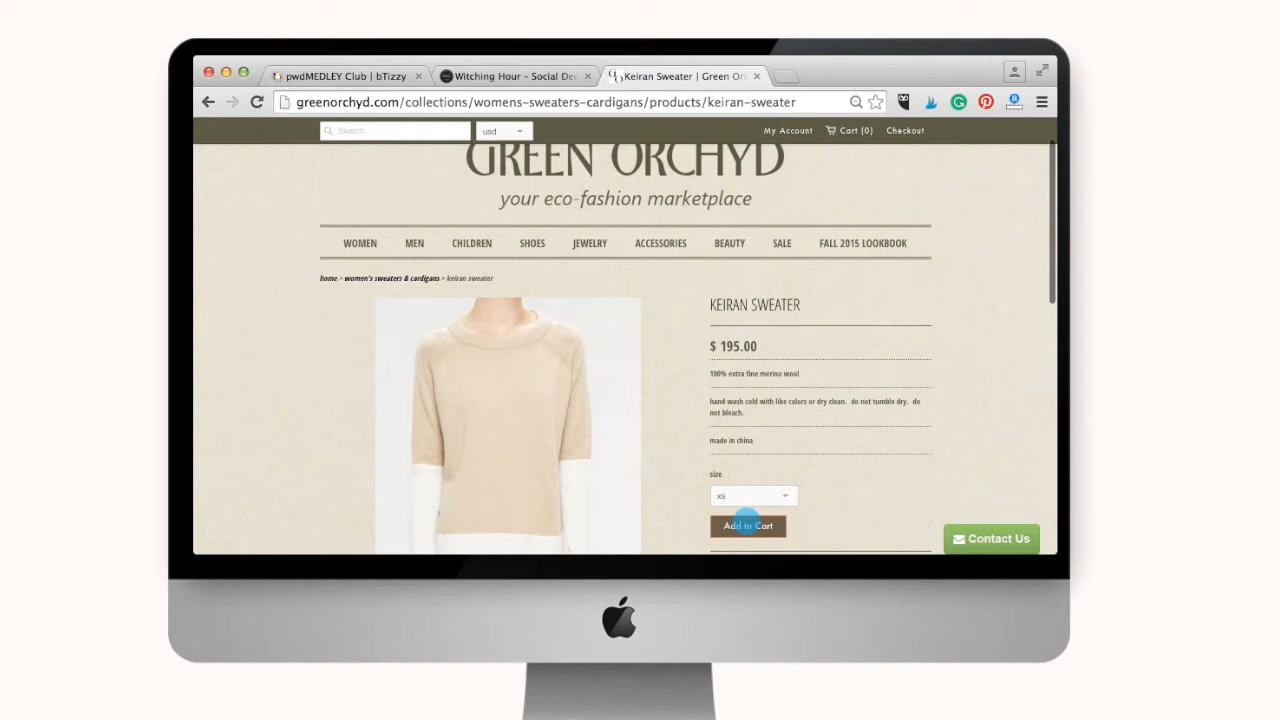 pwdMEDLEY Club | bTizzy
Witching Hour - Social Dec
Keiran Sweater | Green Or
greenorchyd.com/collections/womens-sweaters-cardigans/products/keiran-sweater
Search...
usd
My Account
Cart (0)
Checkout
GREEN ORCHYD
your eco-fashion marketplace
WOMEN
MEN
CHILDREN
SHOES
JEWELRY
ACCESSORIES
BEAUTY
SALE
FALL 2015 LOOKBOOK
home > women's sweaters & cardigans > keiran sweater
KEIRAN SWEATER
$ 195.00
100% extra fine merino wool
hand wash cold with like colors or dry clean. do not tumble dry. do
not bleach.
made in china
size
xs
Add to Cart
Contact Us